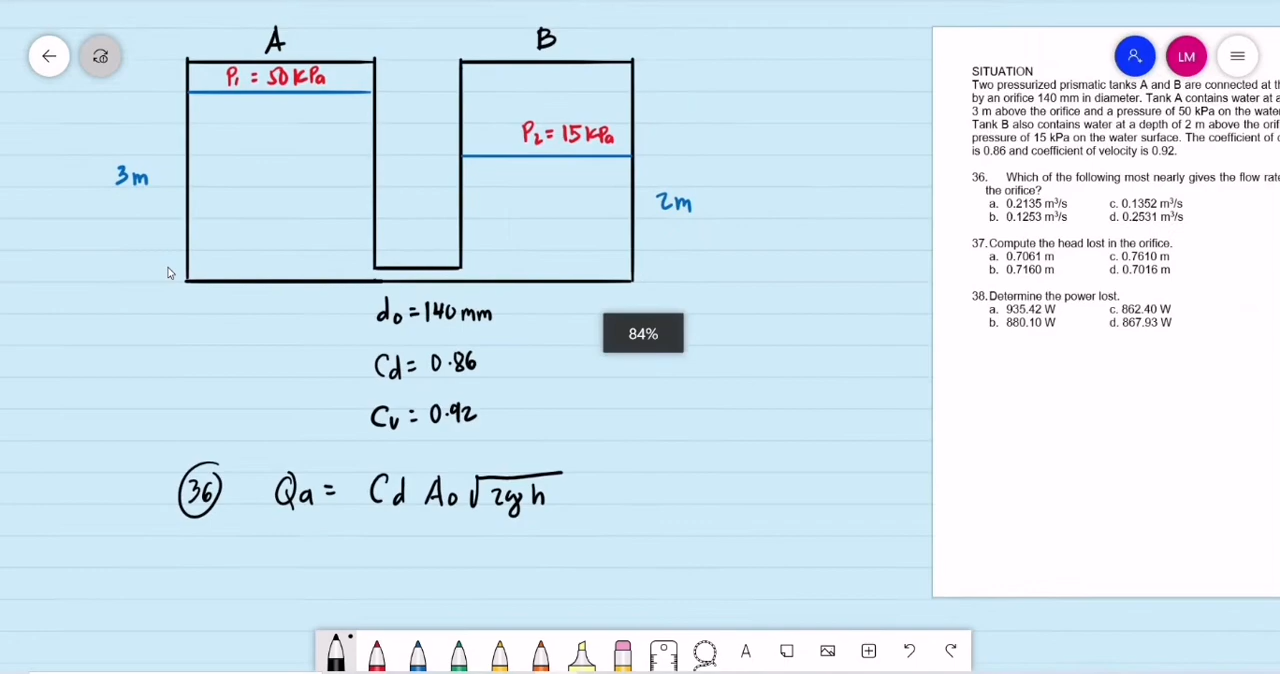 A
B
P1 = 50 kPa
P2 = 15 kPa
3m
2m
do = 140 mm
Cd = 0.86
Cv = 0.92
36 Qa = Cd Ao √2gh
84%
LM
SITUATION
Two pressurized prismatic tanks A and B are connected at th
by an orifice 140 mm in diameter. Tank A contains water at a
3 m above the orifice and a pressure of 50 kPa on the water
Tank B also contains water at a depth of 2 m above the orif
pressure of 15 kPa on the water surface. The coefficient of
is 0.86 and coefficient of velocity is 0.92.
36. Which of the following most nearly gives the flow rate
the orifice?
a. 0.2135 m³/s c. 0.1352 m³/s
b. 0.1253 m³/s d. 0.2531 m³/s
37. Compute the head lost in the orifice.
a. 0.7061 m c. 0.7610 m
b. 0.7160 m d. 0.7016 m
38. Determine the power lost.
a. 935.42 W c. 862.40 W
b. 880.10 W d. 867.93 W
A